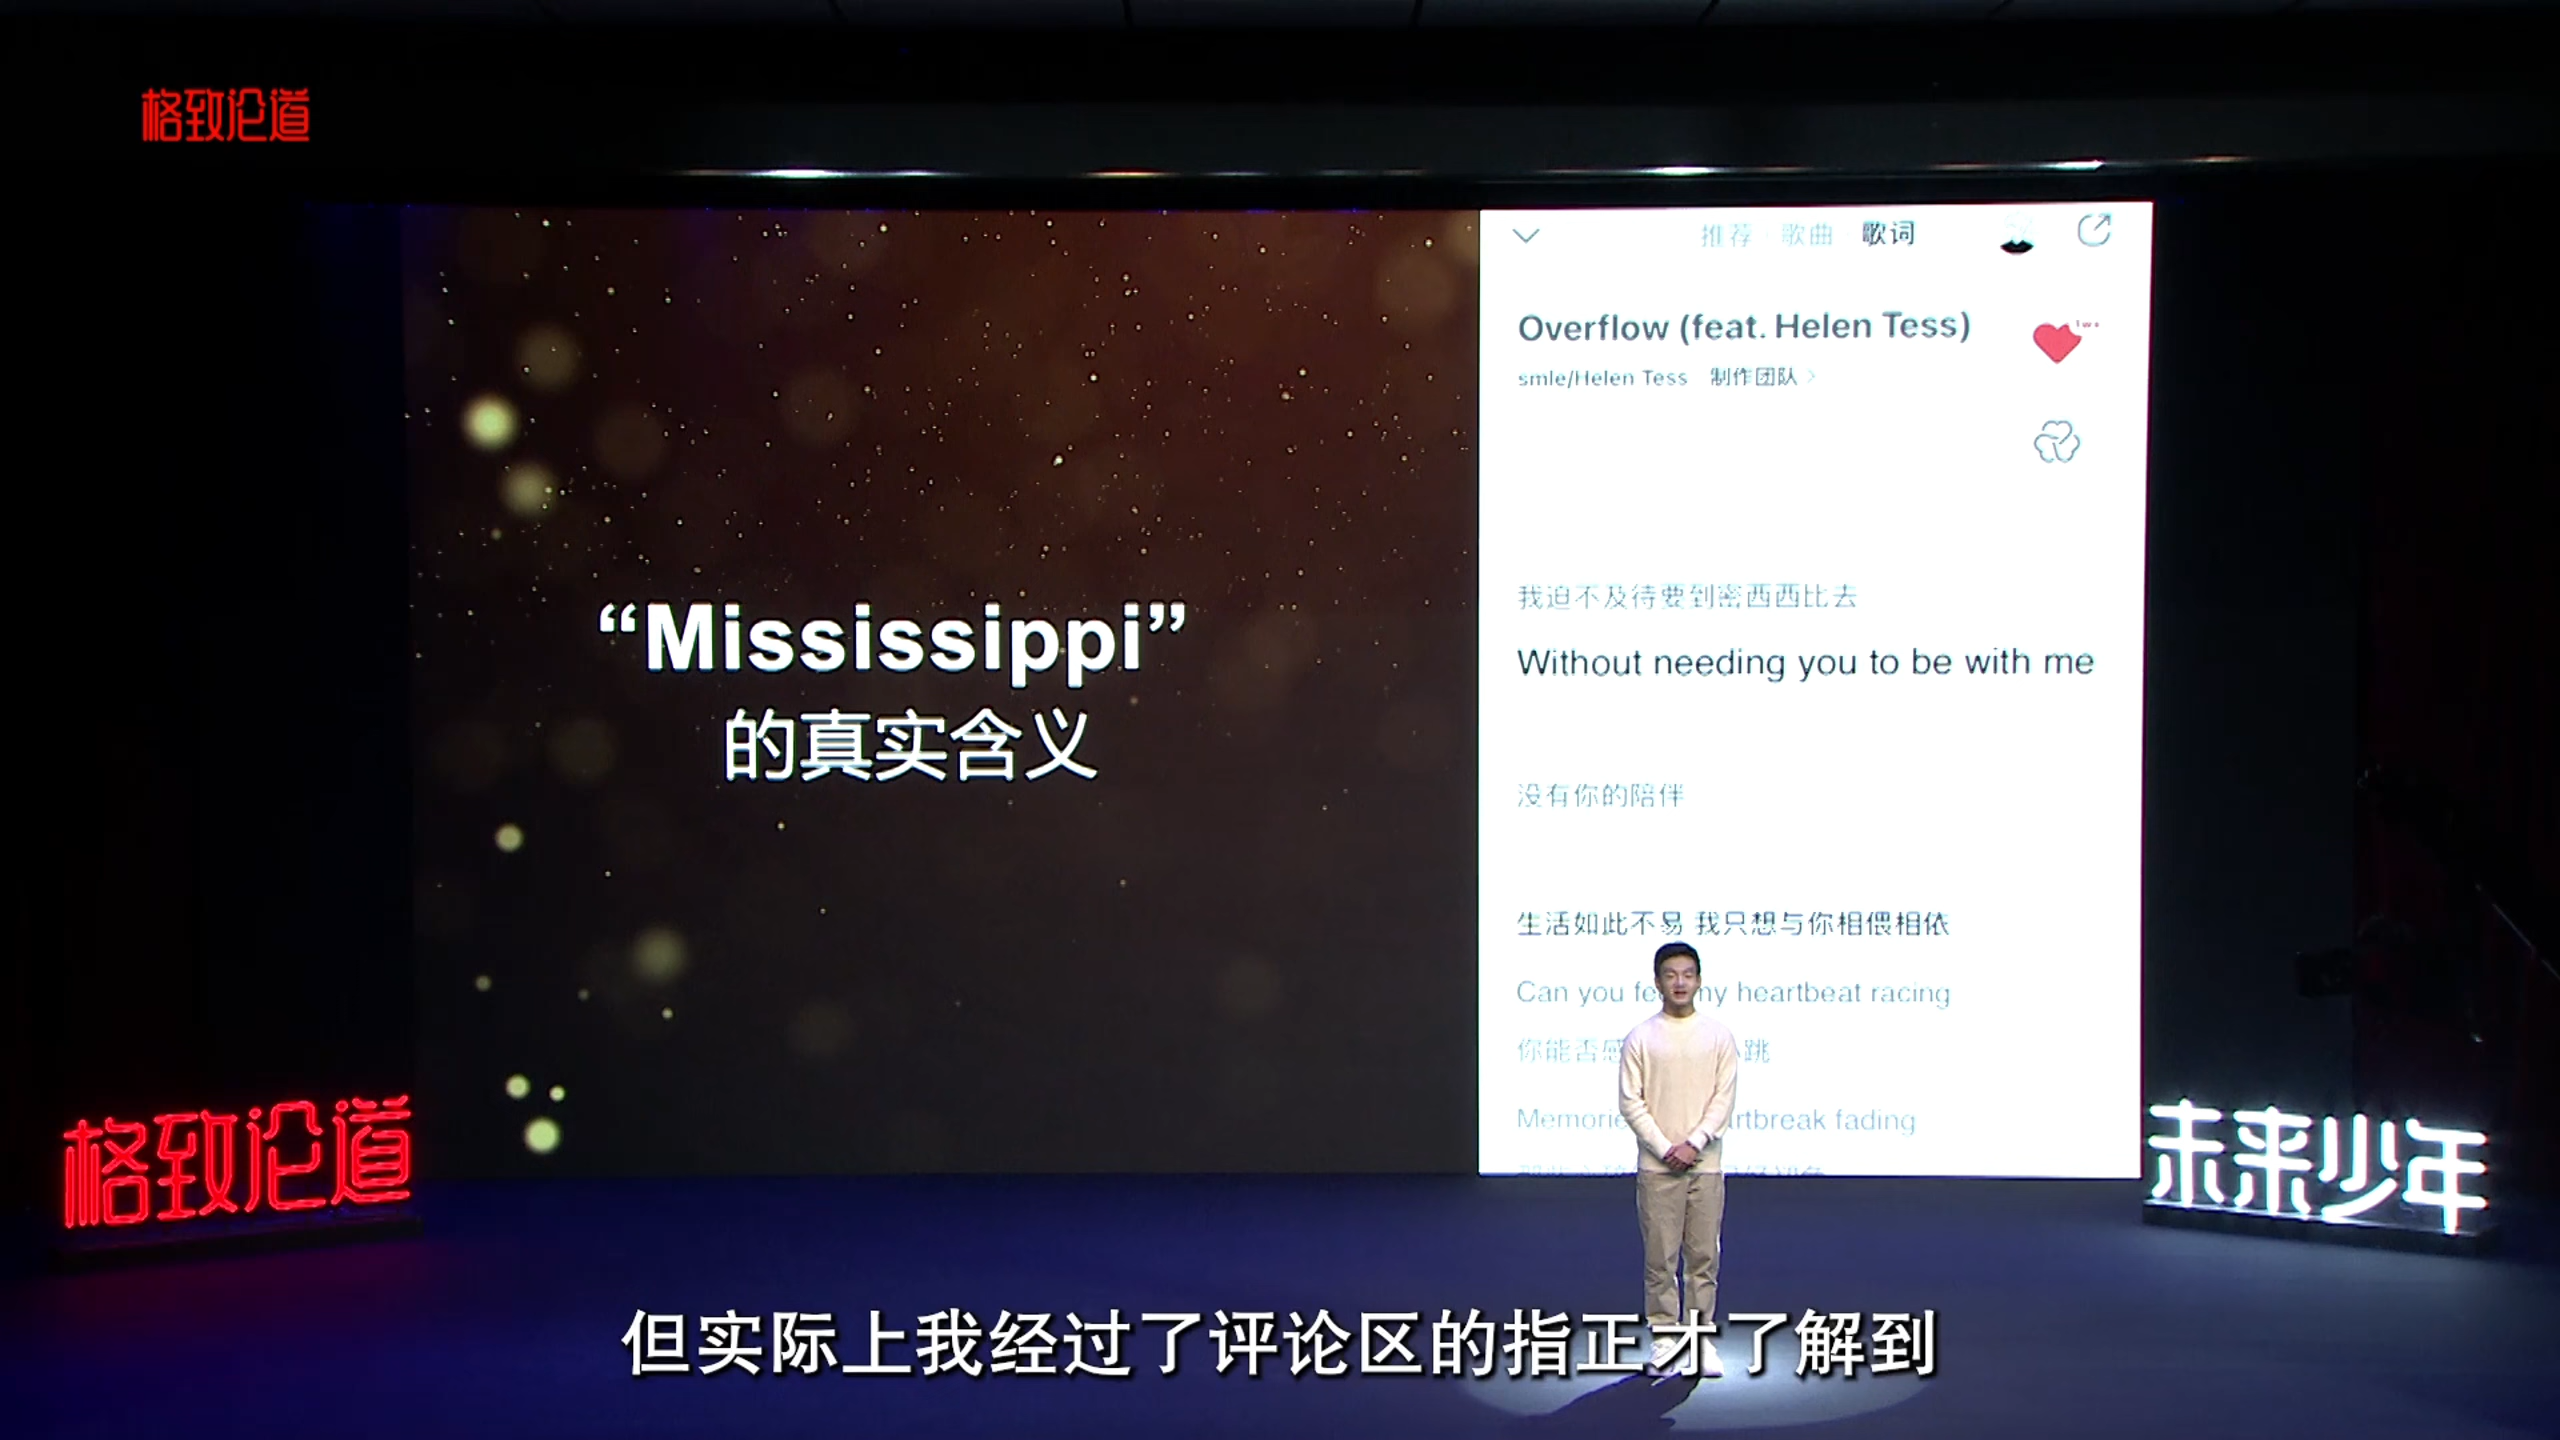 格致论道
推荐 歌曲 歌词
Overflow (feat. Helen Tess)
smle/Helen Tess 制作团队
我迫不及待要到密西西比去
Without needing you to be with me
没有你的陪伴
生活如此不易 我只想与你相偎相依
Can you my heartbeat racing
你能否 跳
fading
“Mississippi”
的真实含义
格致论道
未来少年
但实际上我经过了评论区的指正才了解到